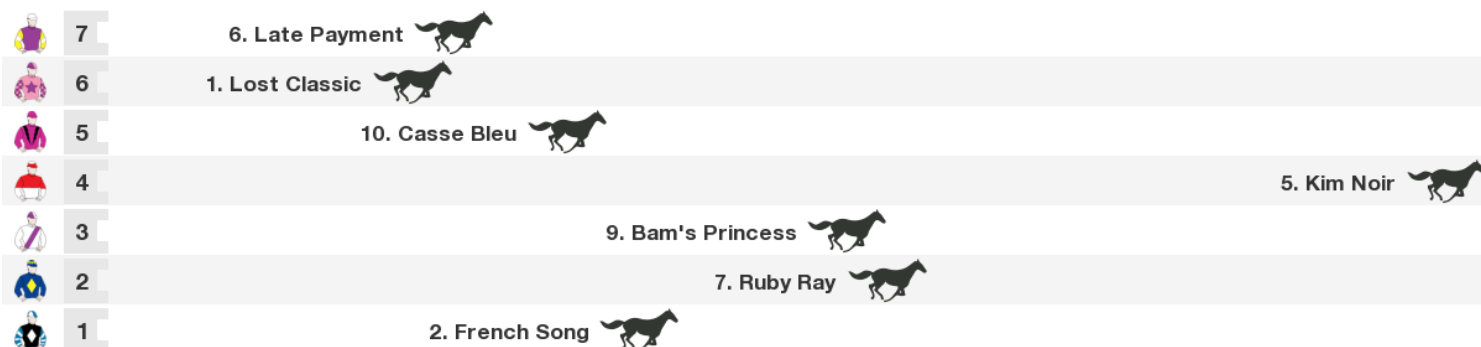 7 6. Late Payment
6 1. Lost Classic
5 10. Casse Bleu
4 5. Kim Noir
3 9. Bam's Princess
2 7. Ruby Ray
1 2. French Song